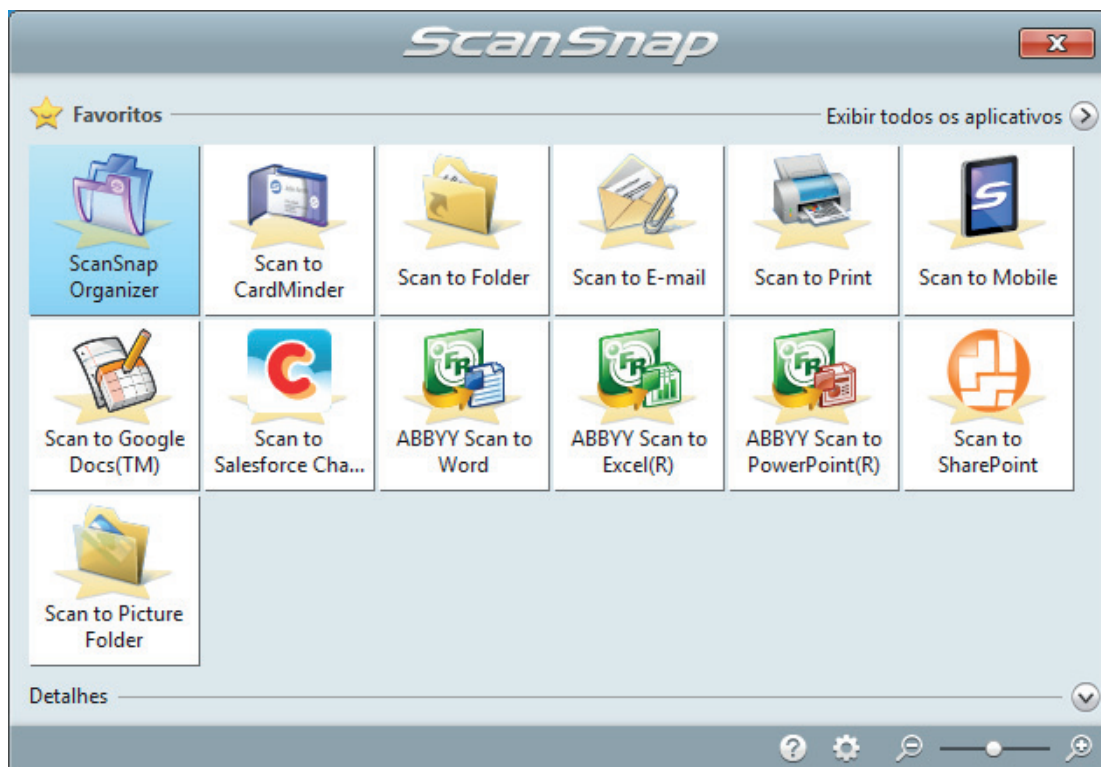 ScanSnap
Favoritos
Exibir todos os aplicativos
ScanSnap
Organizer
Scan to
CardMinder
Scan to Folder
Scan to E-mail
Scan to Print
Scan to Mobile
Scan to Google
Docs(TM)
Scan to
Salesforce Cha...
ABBYY Scan to
Word
ABBYY Scan to
Excel(R)
ABBYY Scan to
PowerPoint(R)
Scan to
SharePoint
Scan to Picture
Folder
Detalhes